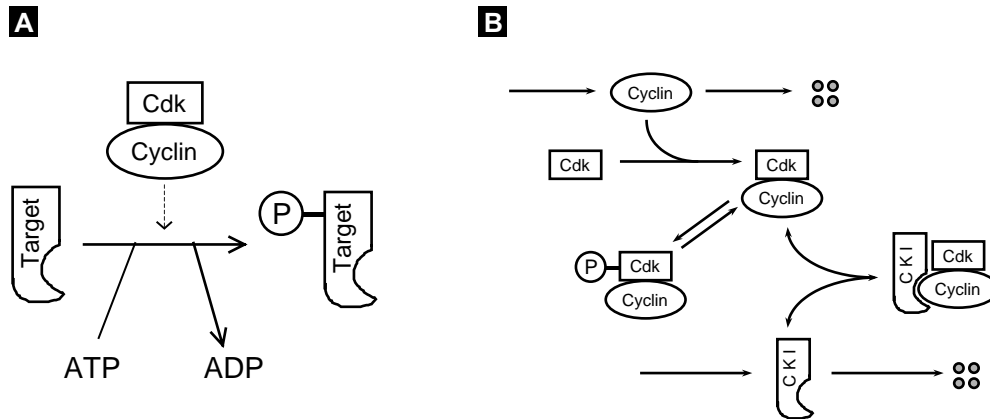 A
Cdk
Cyclin
Target
P
Target
ATP
ADP
B
Cyclin
Cdk
Cdk
Cyclin
P
Cdk
Cyclin
CKI
Cdk
Cyclin
CKI